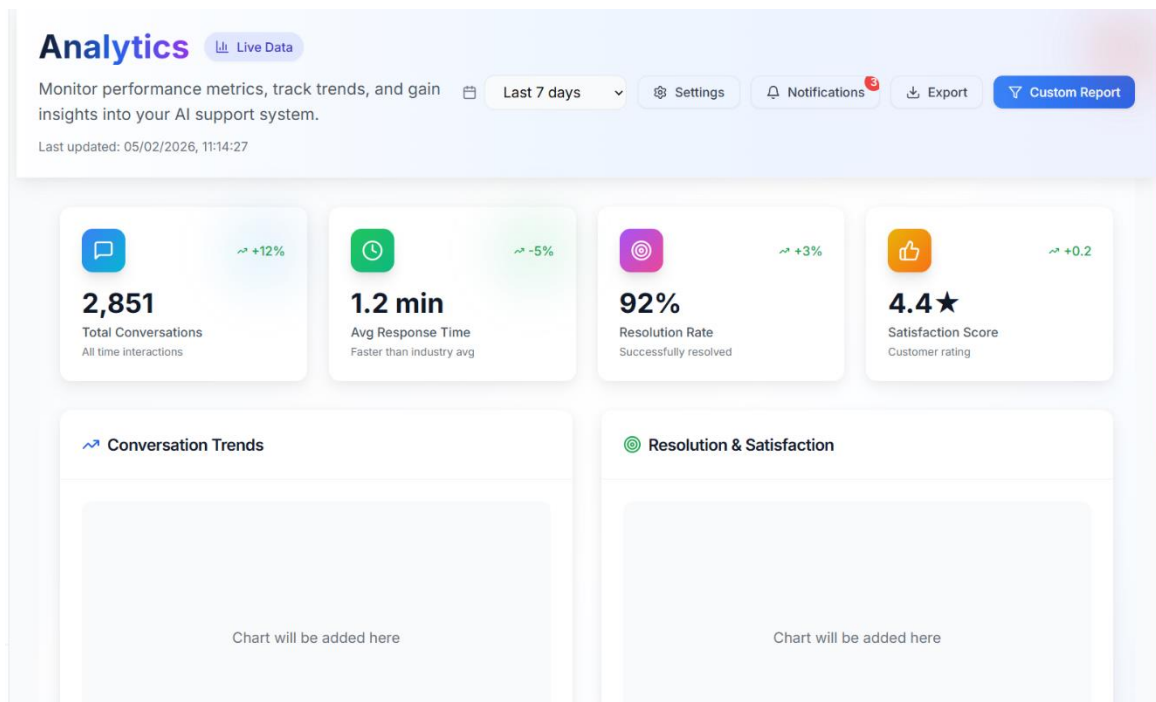 Analytics
Live Data
Monitor performance metrics, track trends, and gain
insights into your AI support system.
Last updated: 05/02/2026, 11:14:27
Last 7 days
Settings
Notifications
3
Export
Custom Report
+12%
2,851
Total Conversations
All time interactions
-5%
1.2 min
Avg Response Time
Faster than industry avg
+3%
92%
Resolution Rate
Successfully resolved
+0.2
4.4★
Satisfaction Score
Customer rating
Conversation Trends
Chart will be added here
Resolution & Satisfaction
Chart will be added here